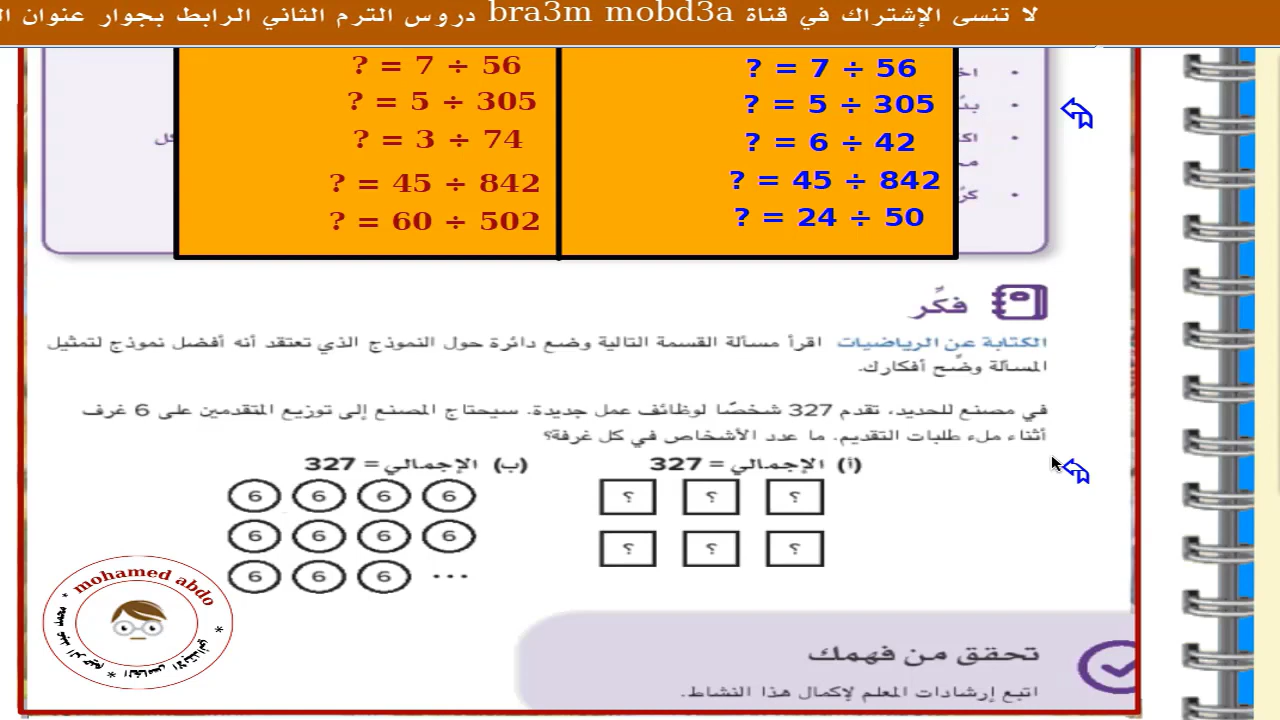 لا تنسى الإشتراك في قناة bra3m mobd3a دروس الترم الثاني الرابط بجوار عنوان
? = 7 ÷ 56
? = 5 ÷ 305
? = 6 ÷ 42
? = 45 ÷ 842
? = 24 ÷ 50
? = 7 ÷ 56
? = 5 ÷ 305
? = 3 ÷ 74
? = 45 ÷ 842
? = 60 ÷ 502
فكِّر
الكتابة عن الرياضيات اقرأ مسألة القسمة التالية وضع دائرة حول النموذج الذي تعتقد أنه أفضل نموذج لتمثيل
المسألة وضِّح أفكارك.
في مصنع للحديد، تقدم 327 شخصًا لوظائف عمل جديدة. سيحتاج المصنع إلى توزيع المتقدمين على 6 غرف
أثناء ملء طلبات التقديم. ما عدد الأشخاص في كل غرفة؟
(أ) الإجمالي = 327
؟ ؟ ؟
؟ ؟ ؟
(ب) الإجمالي = 327
6 6 6 6
6 6 6 6
6 6 6 ...
mohamed abdo
تحقق من فهمك
اتبع إرشادات المعلم لإكمال هذا النشاط.